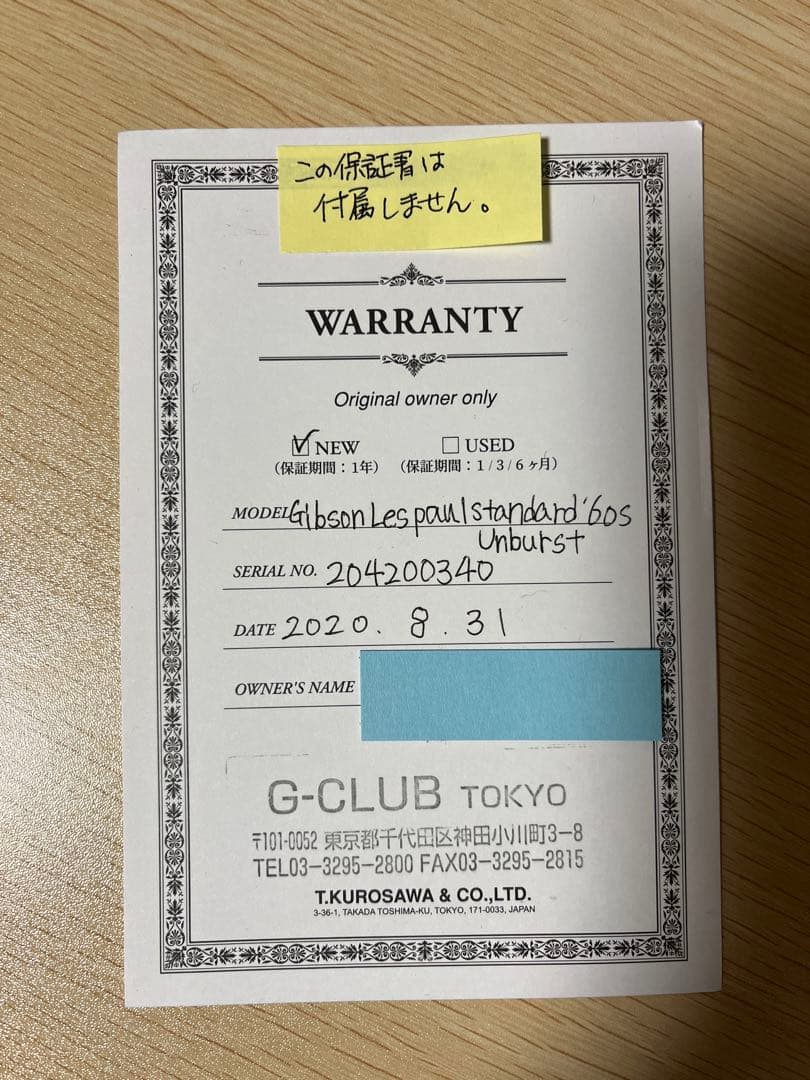 この保証書は
付属しません。
WARRANTY
Original owner only
☑ NEW ☐ USED
(保証期間：1年) (保証期間：1/3/6ヶ月)
MODEL Gibson Les paul standard '60s
Unburst
SERIAL NO. 204200340
DATE 2020. 8. 31
OWNER'S NAME
G-CLUB TOKYO
〒101-0052 東京都千代田区神田小川町3-8
TEL03-3295-2800 FAX03-3295-2815
T.KUROSAWA & CO.,LTD.
3-36-1, TAKADA TOSHIMA-KU, TOKYO, 171-0033, JAPAN